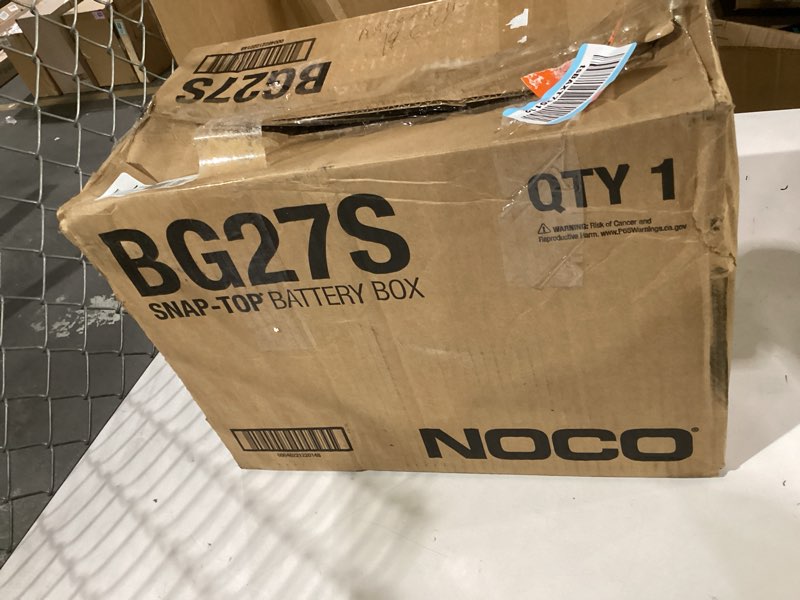 BG27S
BG27S
SNAP-TOP BATTERY BOX
QTY 1
⚠ WARNING: Risk of Cancer and
Reproductive Harm. www.P65Warnings.ca.gov
NOCO®